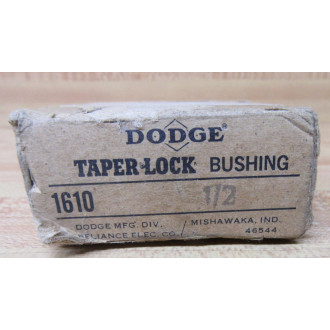 DODGE®
TAPER-LOCK BUSHING
1610 1/2
DODGE MFG. DIV. / MISHAWAKA, IND.
RELIANCE ELEC. CO. / 46544